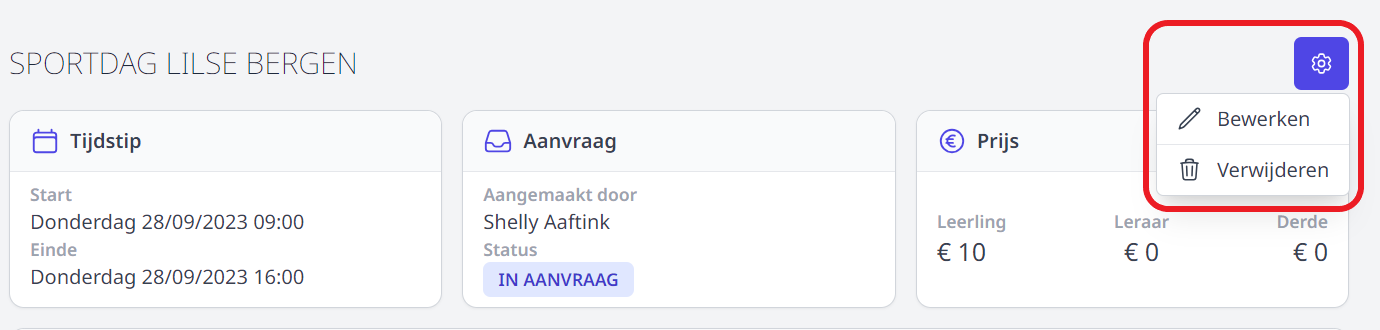 SPORTDAG LILSE BERGEN
Tijdstip
Start
Donderdag 28/09/2023 09:00
Einde
Donderdag 28/09/2023 16:00
Aanvraag
Aangemaakt door
Shelly Aaftink
Status
IN AANVRAAG
Prijs
Leerling Leraar Derde
€ 10 € 0 € 0
Bewerken
Verwijderen